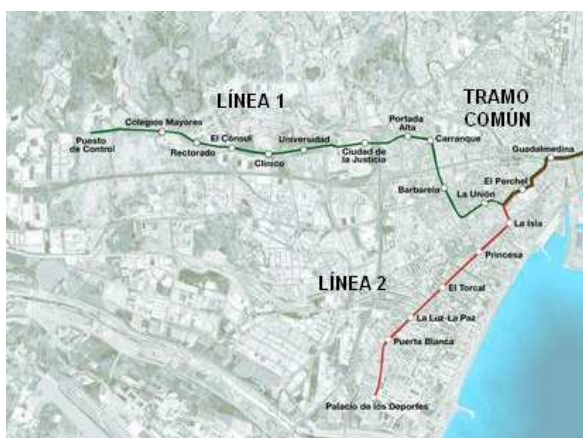 LÍNEA 1
TRAMO
COMÚN
Colegios Mayores
Puesto
de Control
Rectorado
El Cónsul
Clínico
Universidad
Ciudad de
la Justicia
Portada
Alta
Carranque
Guadalmedina
Barbarela
La Unión
El Perchel
La Isla
LÍNEA 2
Princesa
El Torcal
La Luz-La Paz
Puerta Blanca
Palacio de los Deportes